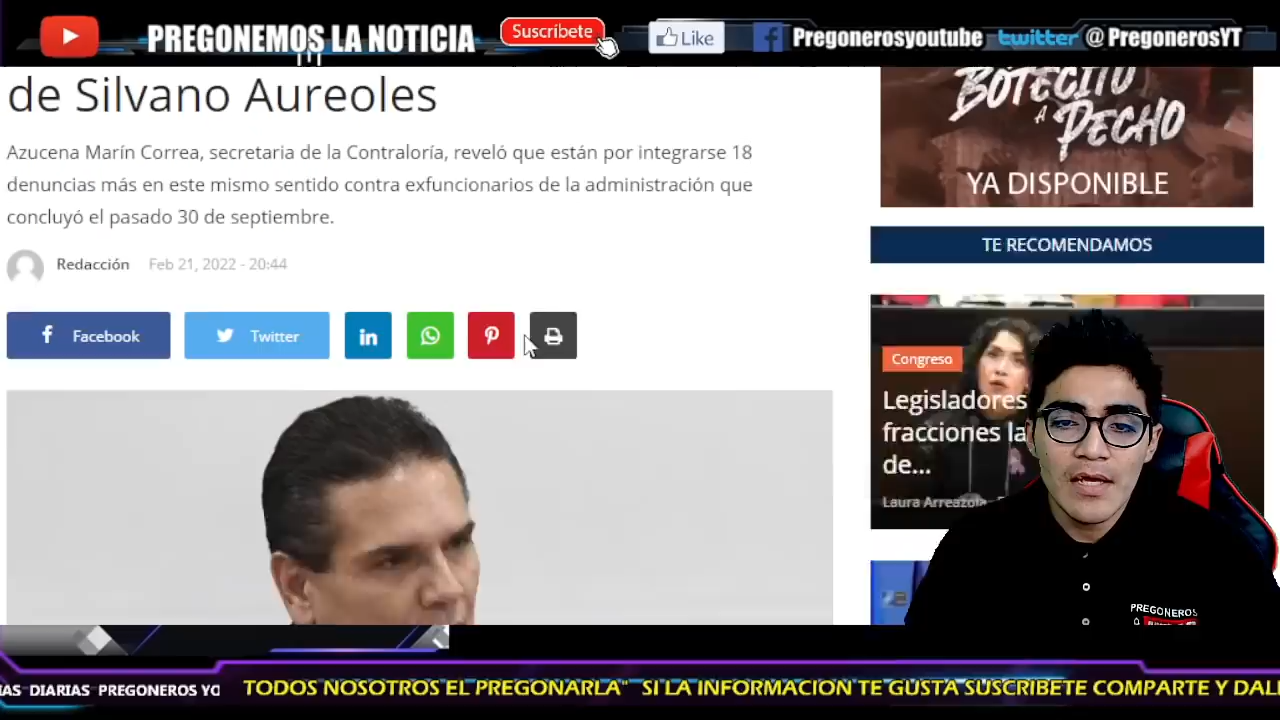 PREGONEMOS LA NOTICIA
Suscríbete
Like
Pregonerosyoutube
twitter @PregonerosYT
de Silvano Aureoles
Azucena Marín Correa, secretaria de la Contraloría, reveló que están por integrarse 18
denuncias más en este mismo sentido contra exfuncionarios de la administración que
concluyó el pasado 30 de septiembre.
Redacción Feb 21, 2022 - 20:44
Facebook
Twitter
BOTECITO
A PECHO
YA DISPONIBLE
TE RECOMENDAMOS
Congreso
Legisladores
fracciones la
de...
Laura Arreazola
PREGONEROS
DIARIAS PREGONEROS
TODOS NOSOTROS EL PREGONARLA" SI LA INFORMACION TE GUSTA SUSCRIBETE COMPARTE Y